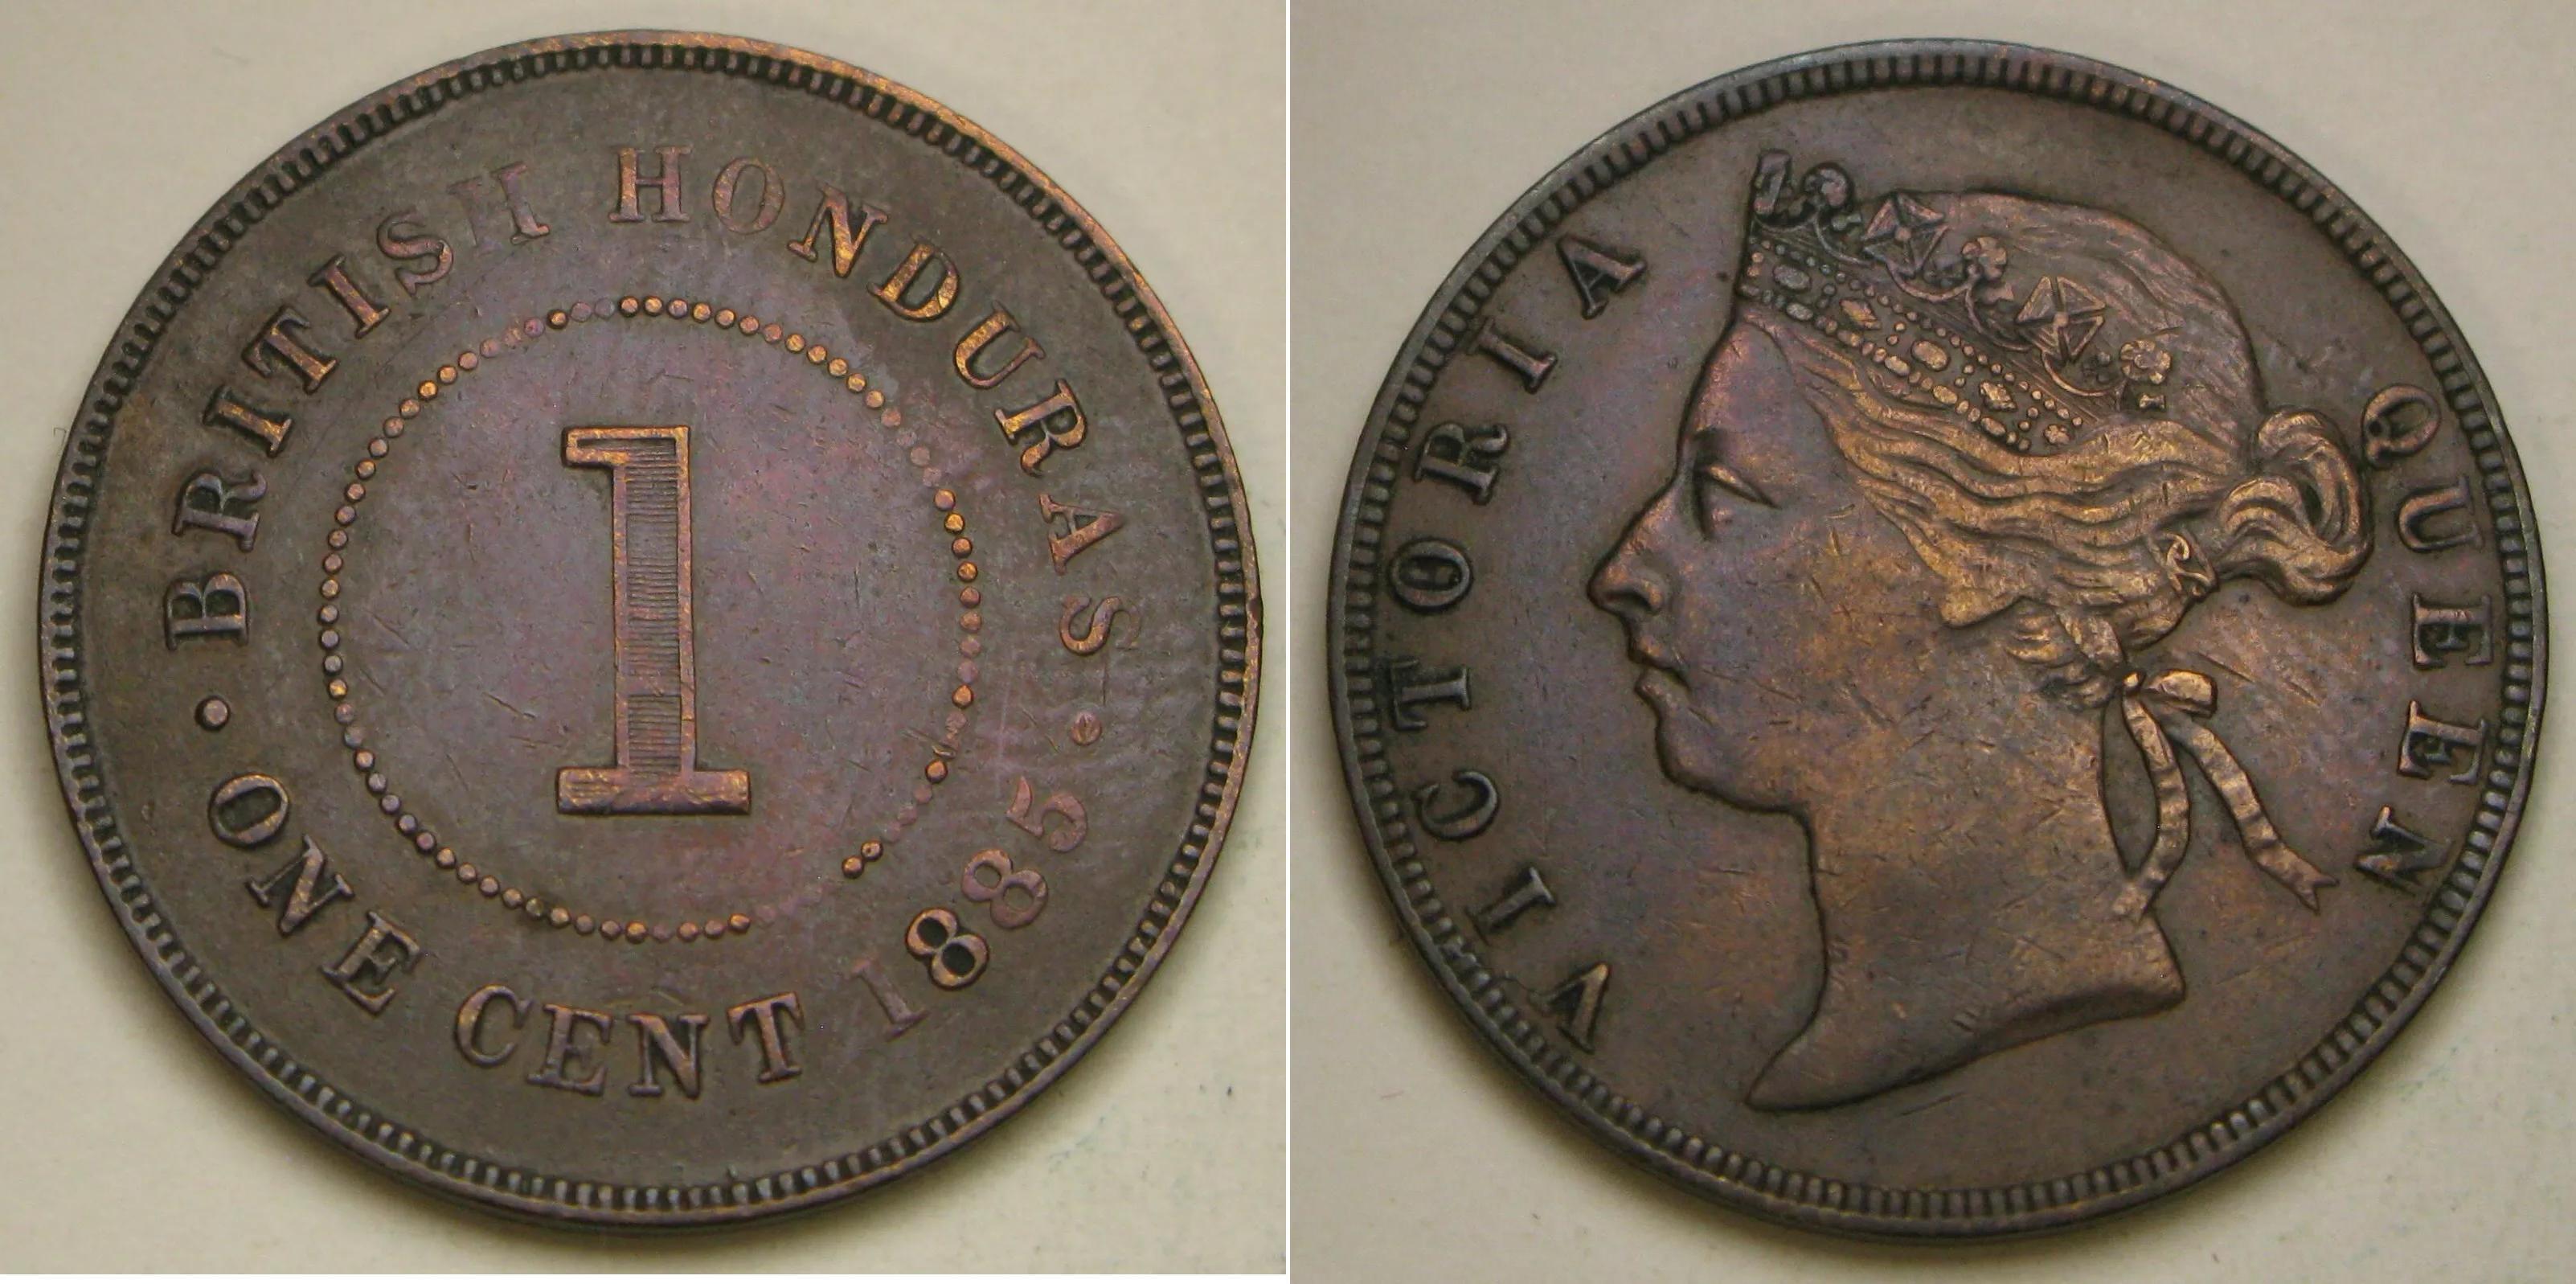 BRITISH HONDURAS
1
ONE CENT 1885
VICTORIA QUEEN